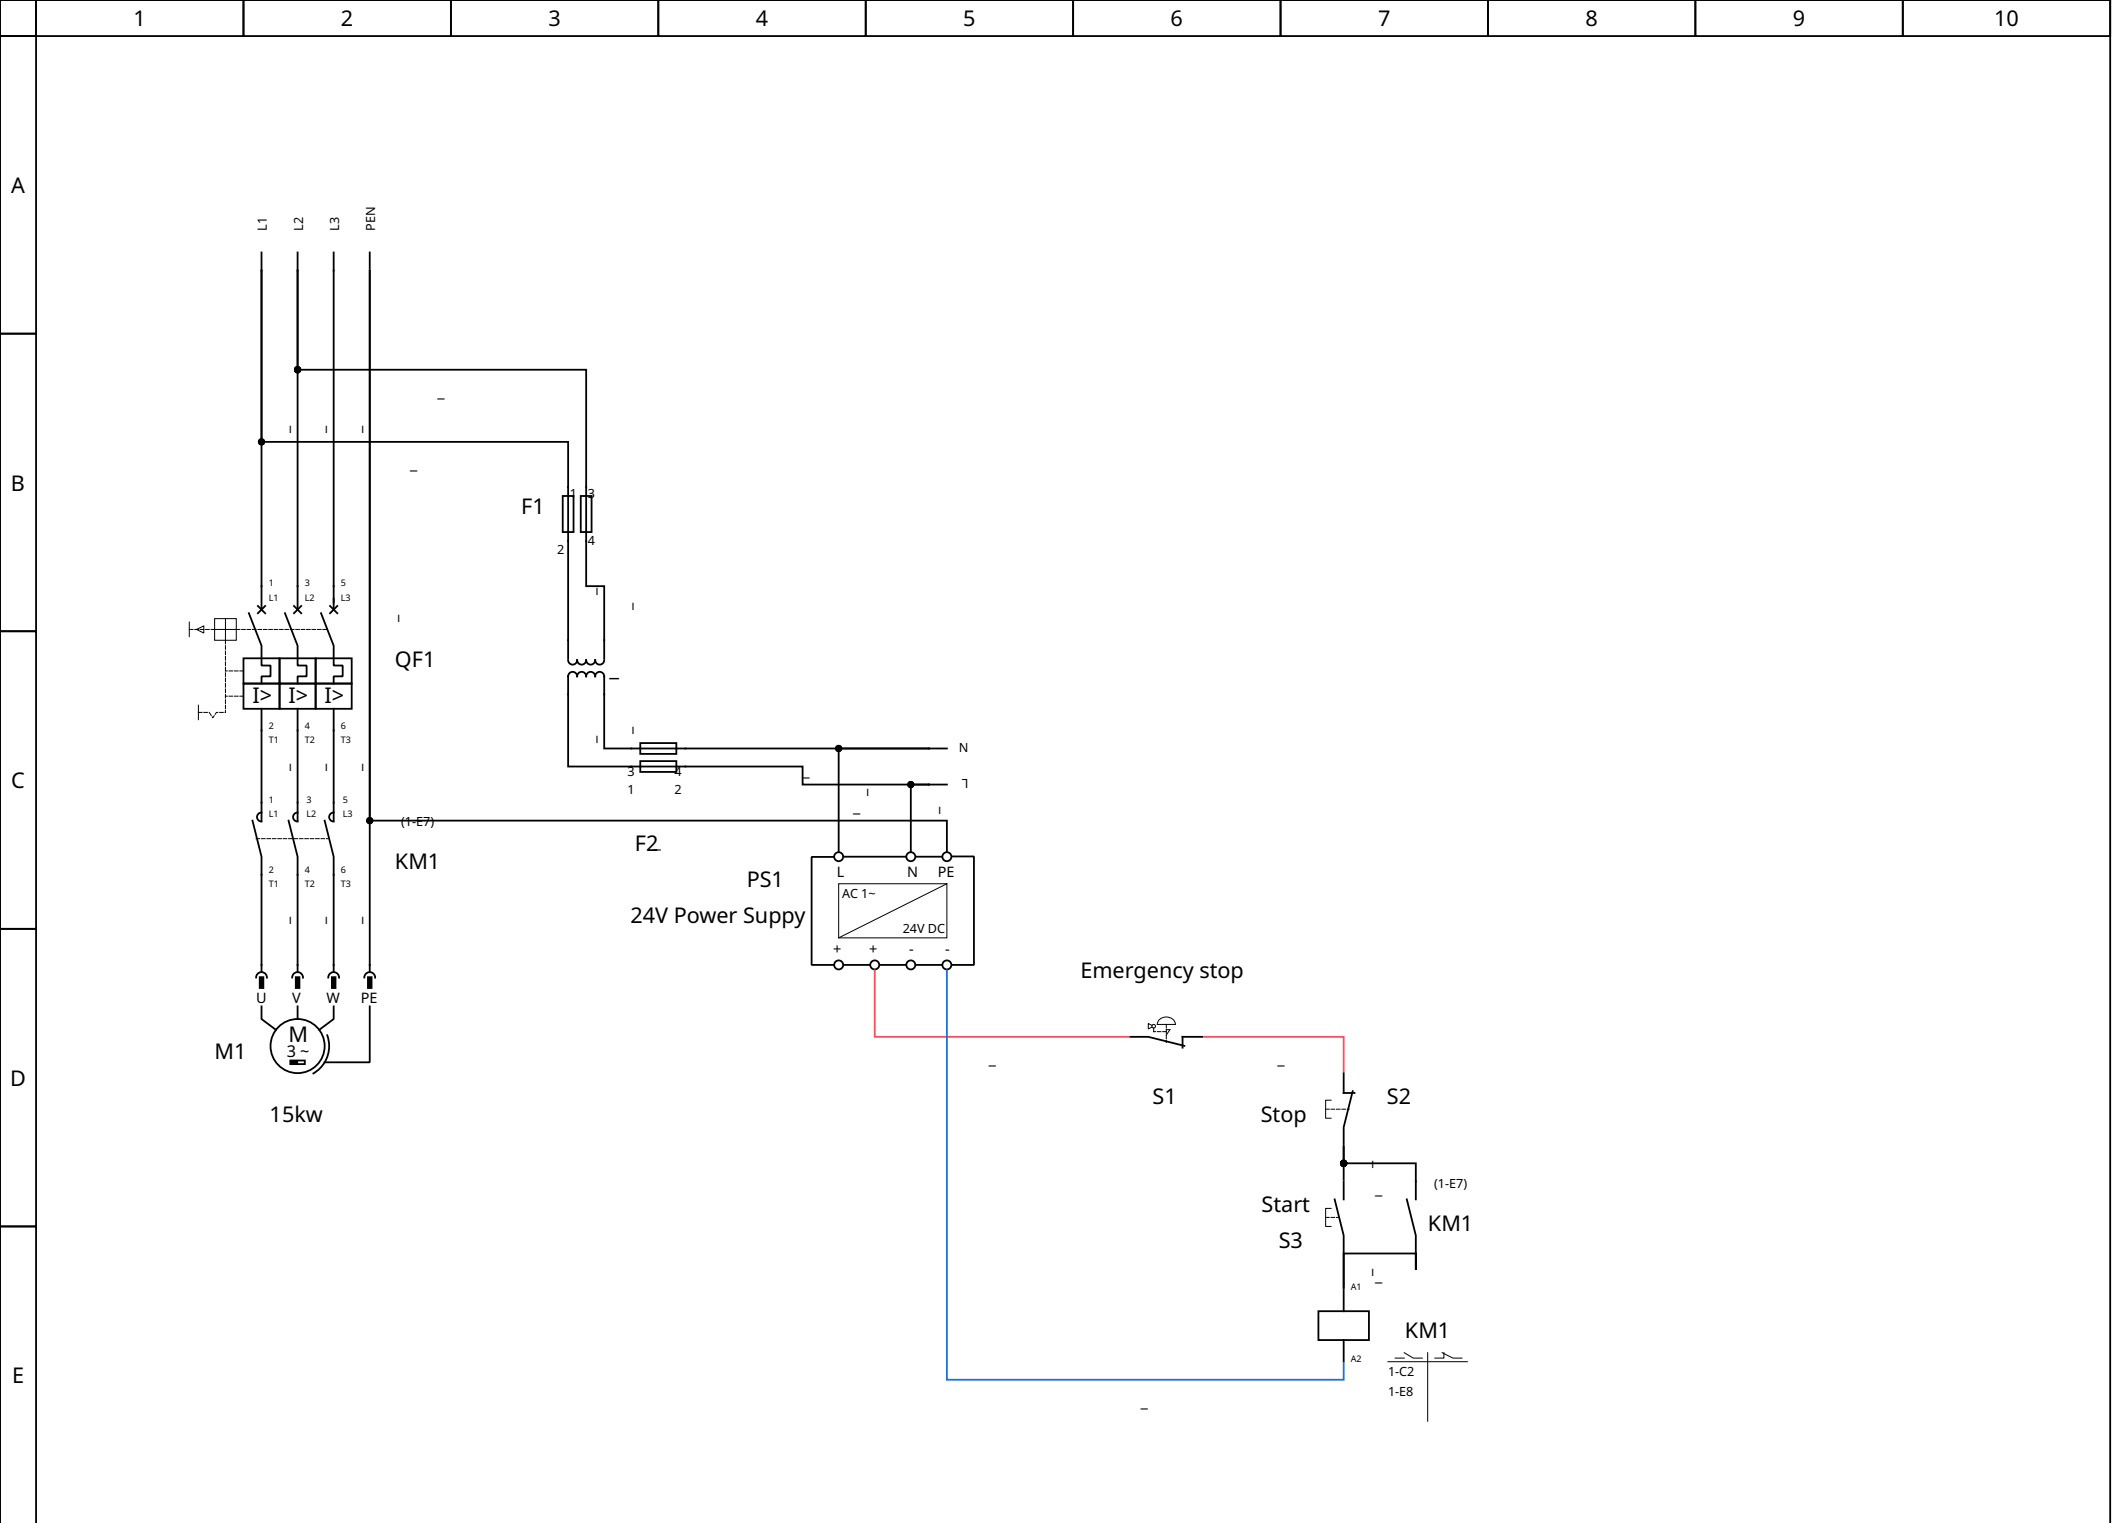 1 2 3 4 5 6 7 8 9 10
A
L1 L2 L3 PEN
B
F1
1 3
2 4
1 3 5
L1 L2 L3
QF1
I> I> I>
2 4 6
T1 T2 T3
C
N
L
3 4
1 2
1 3 5
L1 L2 L3
(1-E7)
F2
KM1
2 4 6
T1 T2 T3
PS1
24V Power Suppy
L N PE
AC 1~
24V DC
+ + - -
Emergency stop
U V W PE
M
3 ~
M1
D
15kw
S1
S2
Stop
(1-E7)
Start
KM1
S3
A1
KM1
A2
E
1-C2
1-E8